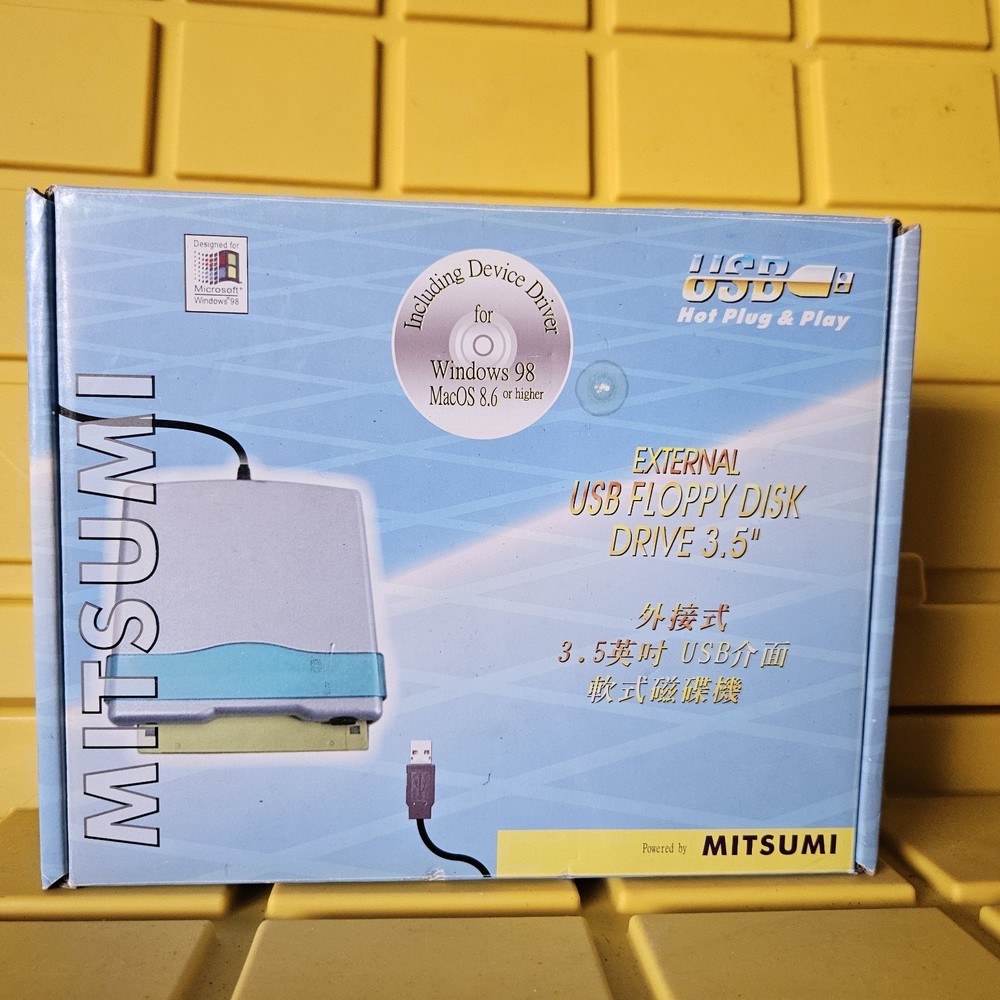 Designed for
Microsoft®
Windows®98
Including Device Driver
for
Windows 98
MacOS 8.6 or higher
USB
Hot Plug & Play
MITSUMI
EXTERNAL
USB FLOPPY DISK
DRIVE 3.5"
外接式
3.5英吋 USB介面
軟式磁碟機
Powered by MITSUMI